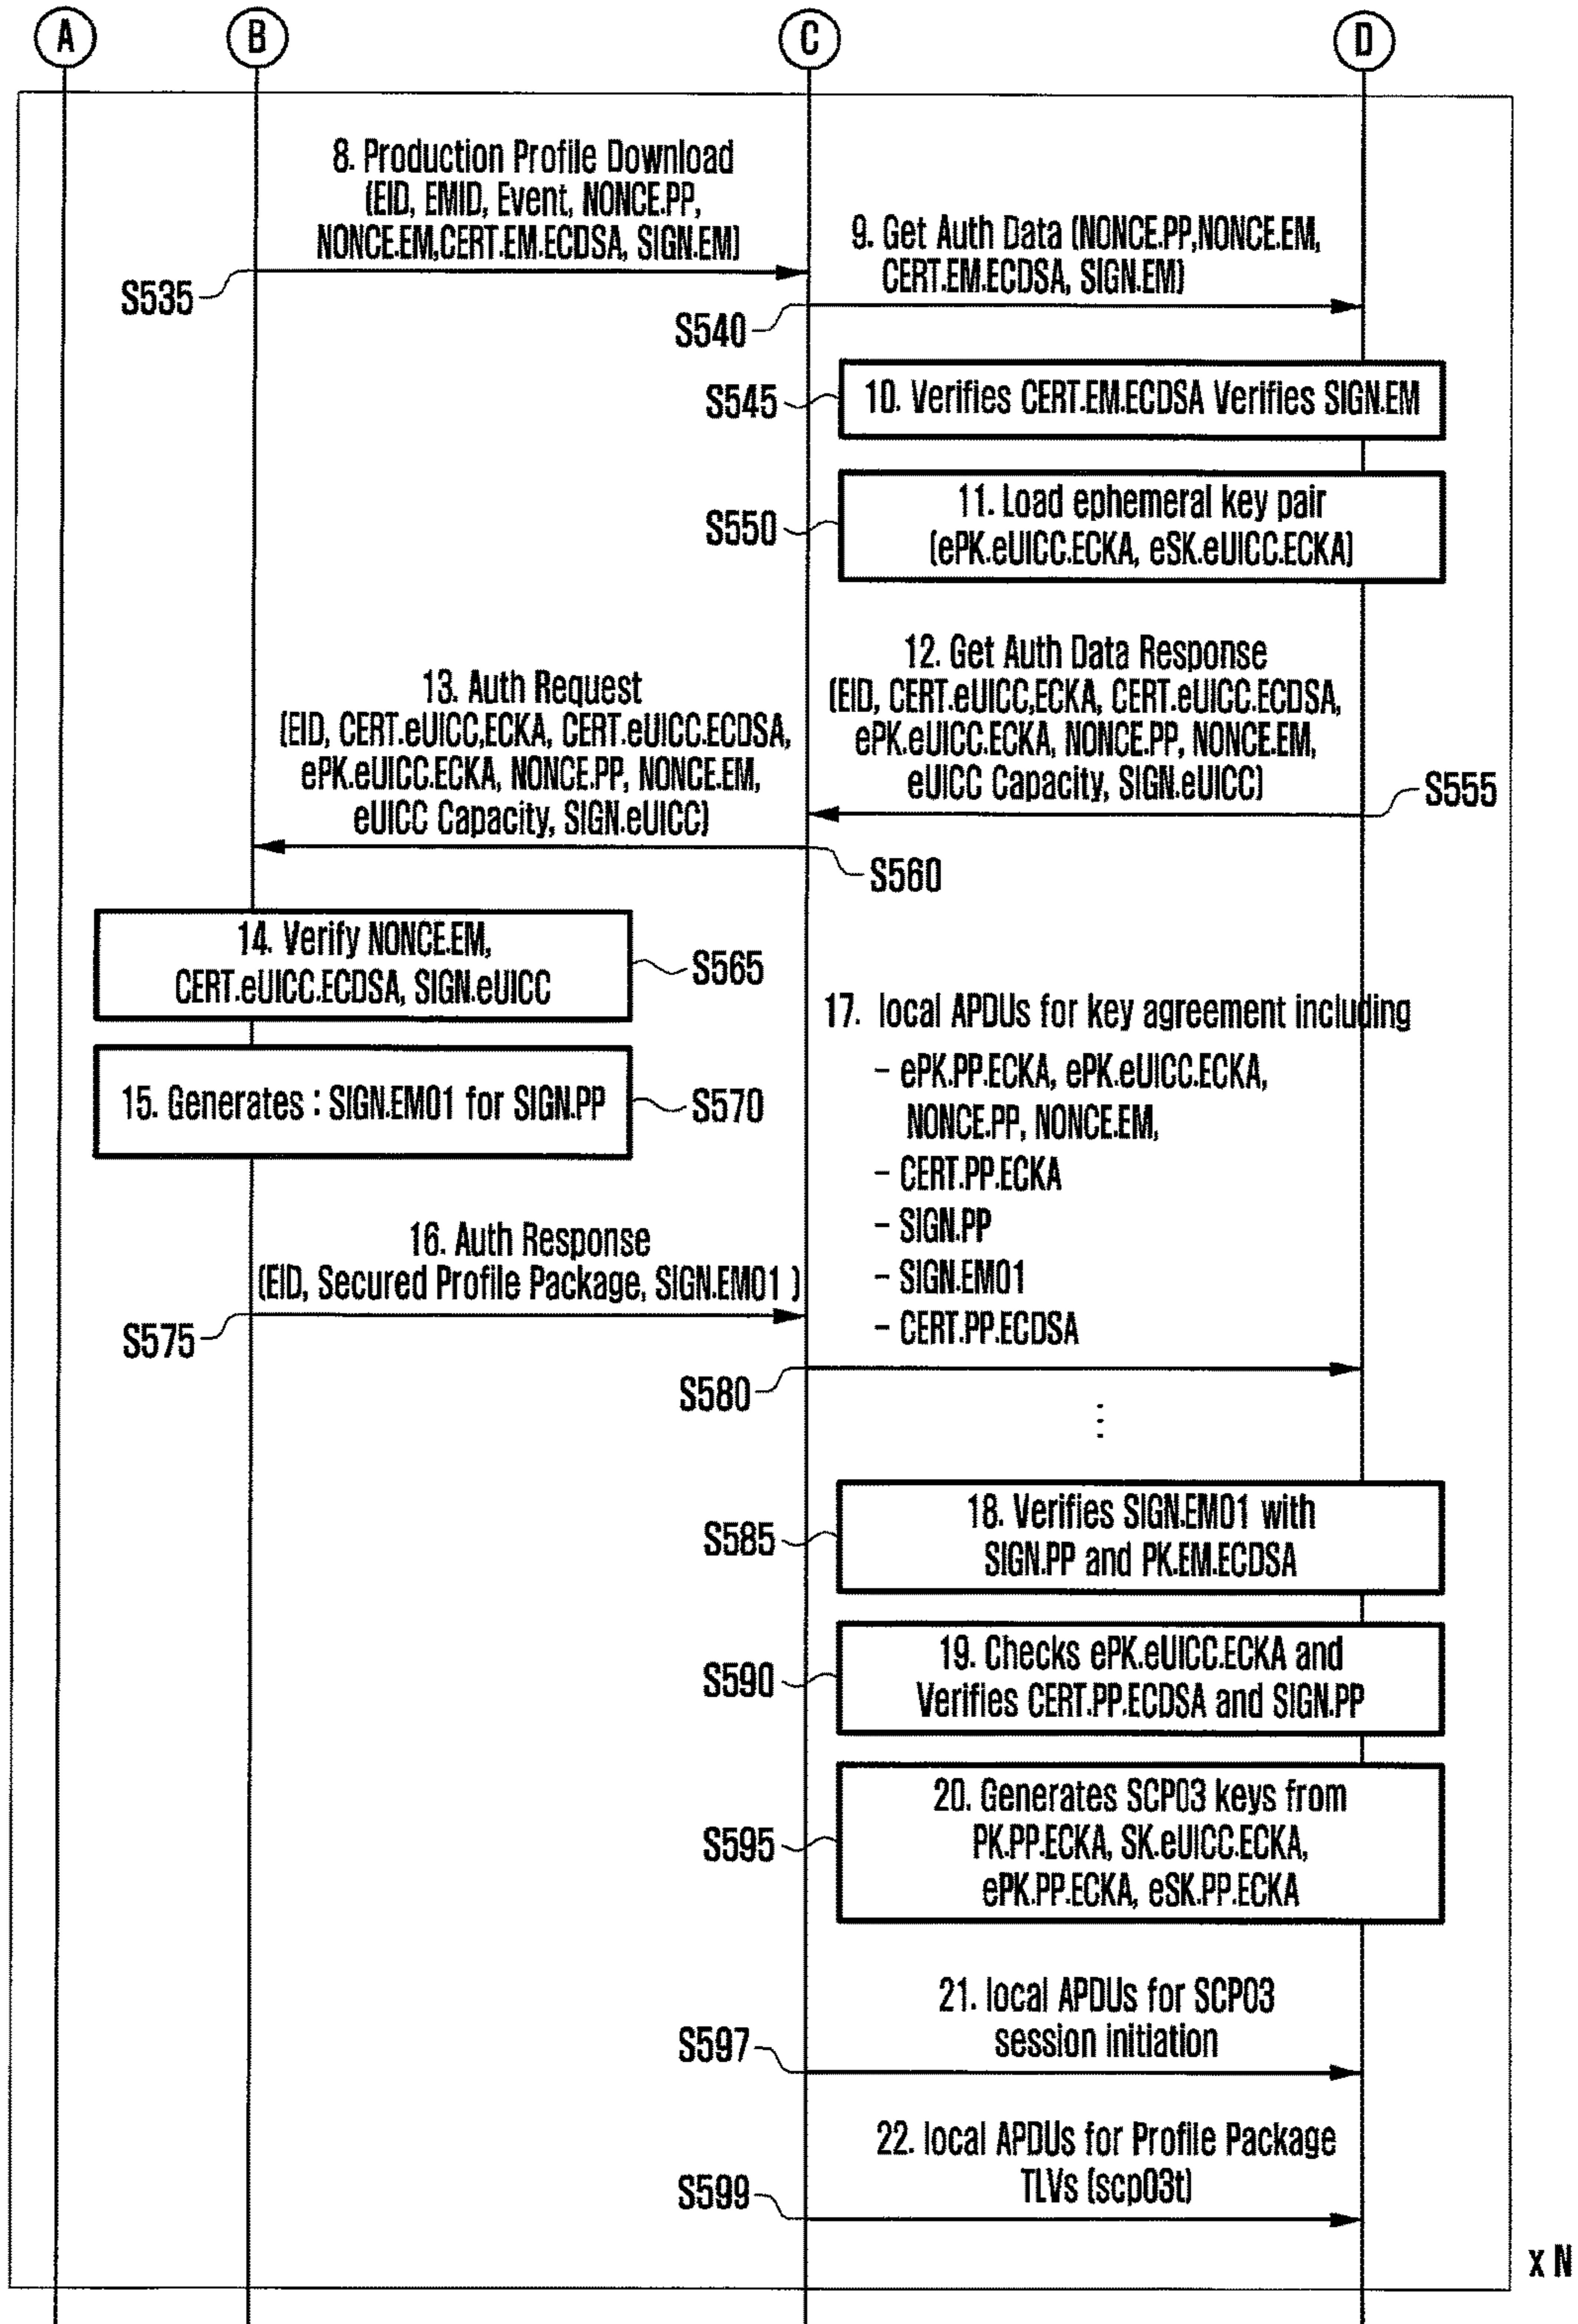 A
B
C
D
8. Production Profile Download
(EID, EMID, Event, NONCE.PP,
NONCE.EM,CERT.EM.ECDSA, SIGN.EM)
S535
9. Get Auth Data (NONCE.PP,NONCE.EM,
CERT.EM.ECDSA, SIGN.EM)
S540
S545
10. Verifies CERT.EM.ECDSA Verifies SIGN.EM
S550
11. Load ephemeral key pair
(ePK.eUICC.ECKA, eSK.eUICC.ECKA)
12. Get Auth Data Response
(EID, CERT.eUICC,ECKA, CERT.eUICC.ECDSA,
ePK.eUICC.ECKA, NONCE.PP, NONCE.EM,
eUICC Capacity, SIGN.eUICC)
S555
13. Auth Request
(EID, CERT.eUICC,ECKA, CERT.eUICC.ECDSA,
ePK.eUICC.ECKA, NONCE.PP, NONCE.EM,
eUICC Capacity, SIGN.eUICC)
S560
14. Verify NONCE.EM,
CERT.eUICC.ECDSA, SIGN.eUICC
S565
15. Generates : SIGN.EM01 for SIGN.PP
S570
16. Auth Response
(EID, Secured Profile Package, SIGN.EM01 )
S575
17. local APDUs for key agreement including
- ePK.PP.ECKA, ePK.eUICC.ECKA,
NONCE.PP, NONCE.EM,
- CERT.PP.ECKA
- SIGN.PP
- SIGN.EM01
- CERT.PP.ECDSA
S580
⋮
S585
18. Verifies SIGN.EM01 with
SIGN.PP and PK.EM.ECDSA
S590
19. Checks ePK.eUICC.ECKA and
Verifies CERT.PP.ECDSA and SIGN.PP
S595
20. Generates SCP03 keys from
PK.PP.ECKA, SK.eUICC.ECKA,
ePK.PP.ECKA, eSK.PP.ECKA
21. local APDUs for SCP03
session initiation
S597
22. local APDUs for Profile Package
TLVs (scp03t)
S599
x N